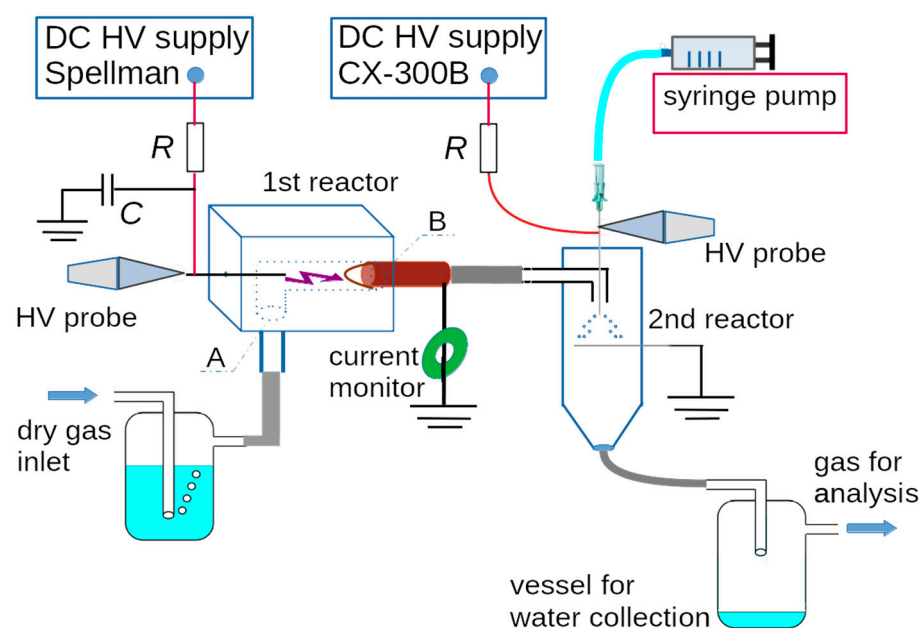 DC HV supply
Spellman
DC HV supply
CX-300B
syringe pump
R
R
C
1st reactor
B
HV probe
HV probe
A
current
monitor
2nd reactor
dry gas
inlet
gas for
analysis
vessel for
water collection